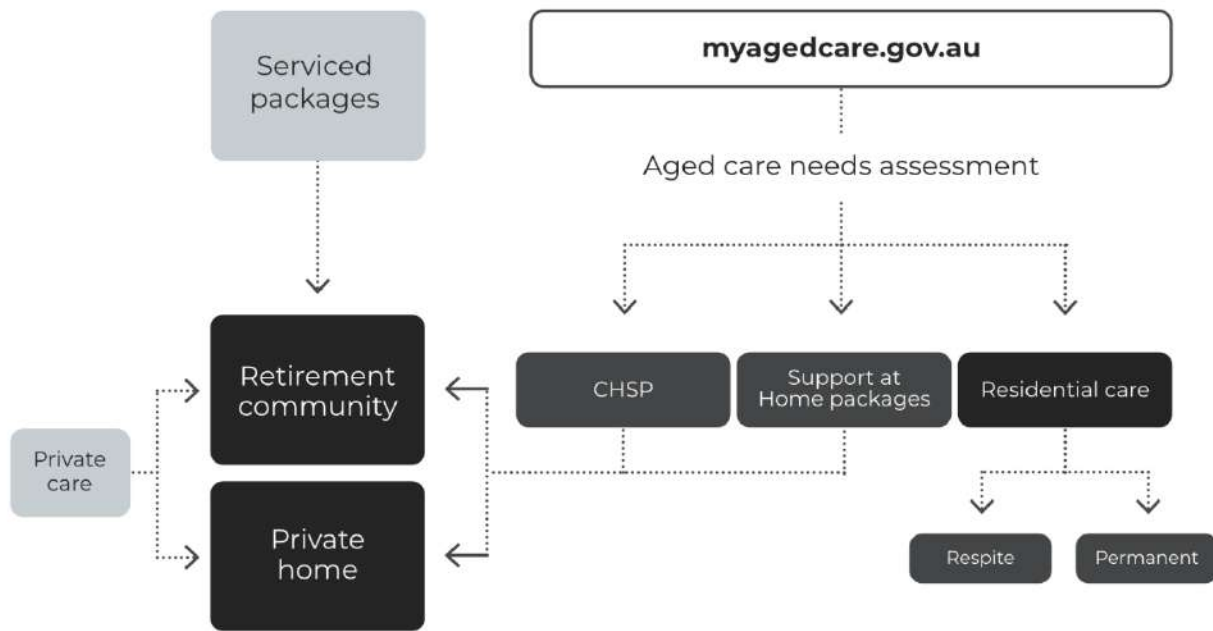 Serviced
packages
myagedcare.gov.au
Aged care needs assessment
Retirement
community
CHSP
Support at
Home packages
Residential care
Private
care
Private
home
Respite
Permanent